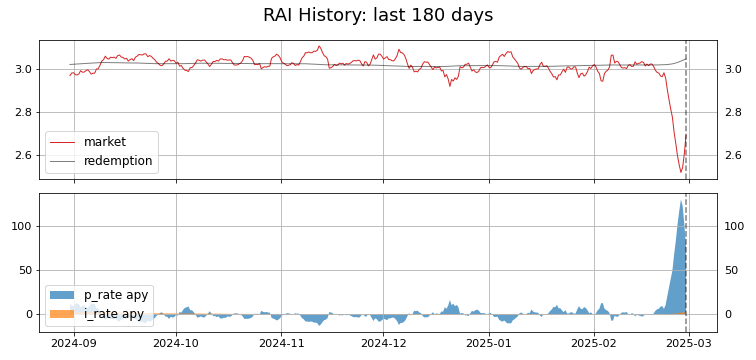 RAI History: last 180 days
3.0
3.0
2.8
2.8
2.6
2.6
market
redemption
100
100
50
50
0
0
p_rate apy
i_rate apy
2024-09 2024-10 2024-11 2024-12 2025-01 2025-02 2025-03